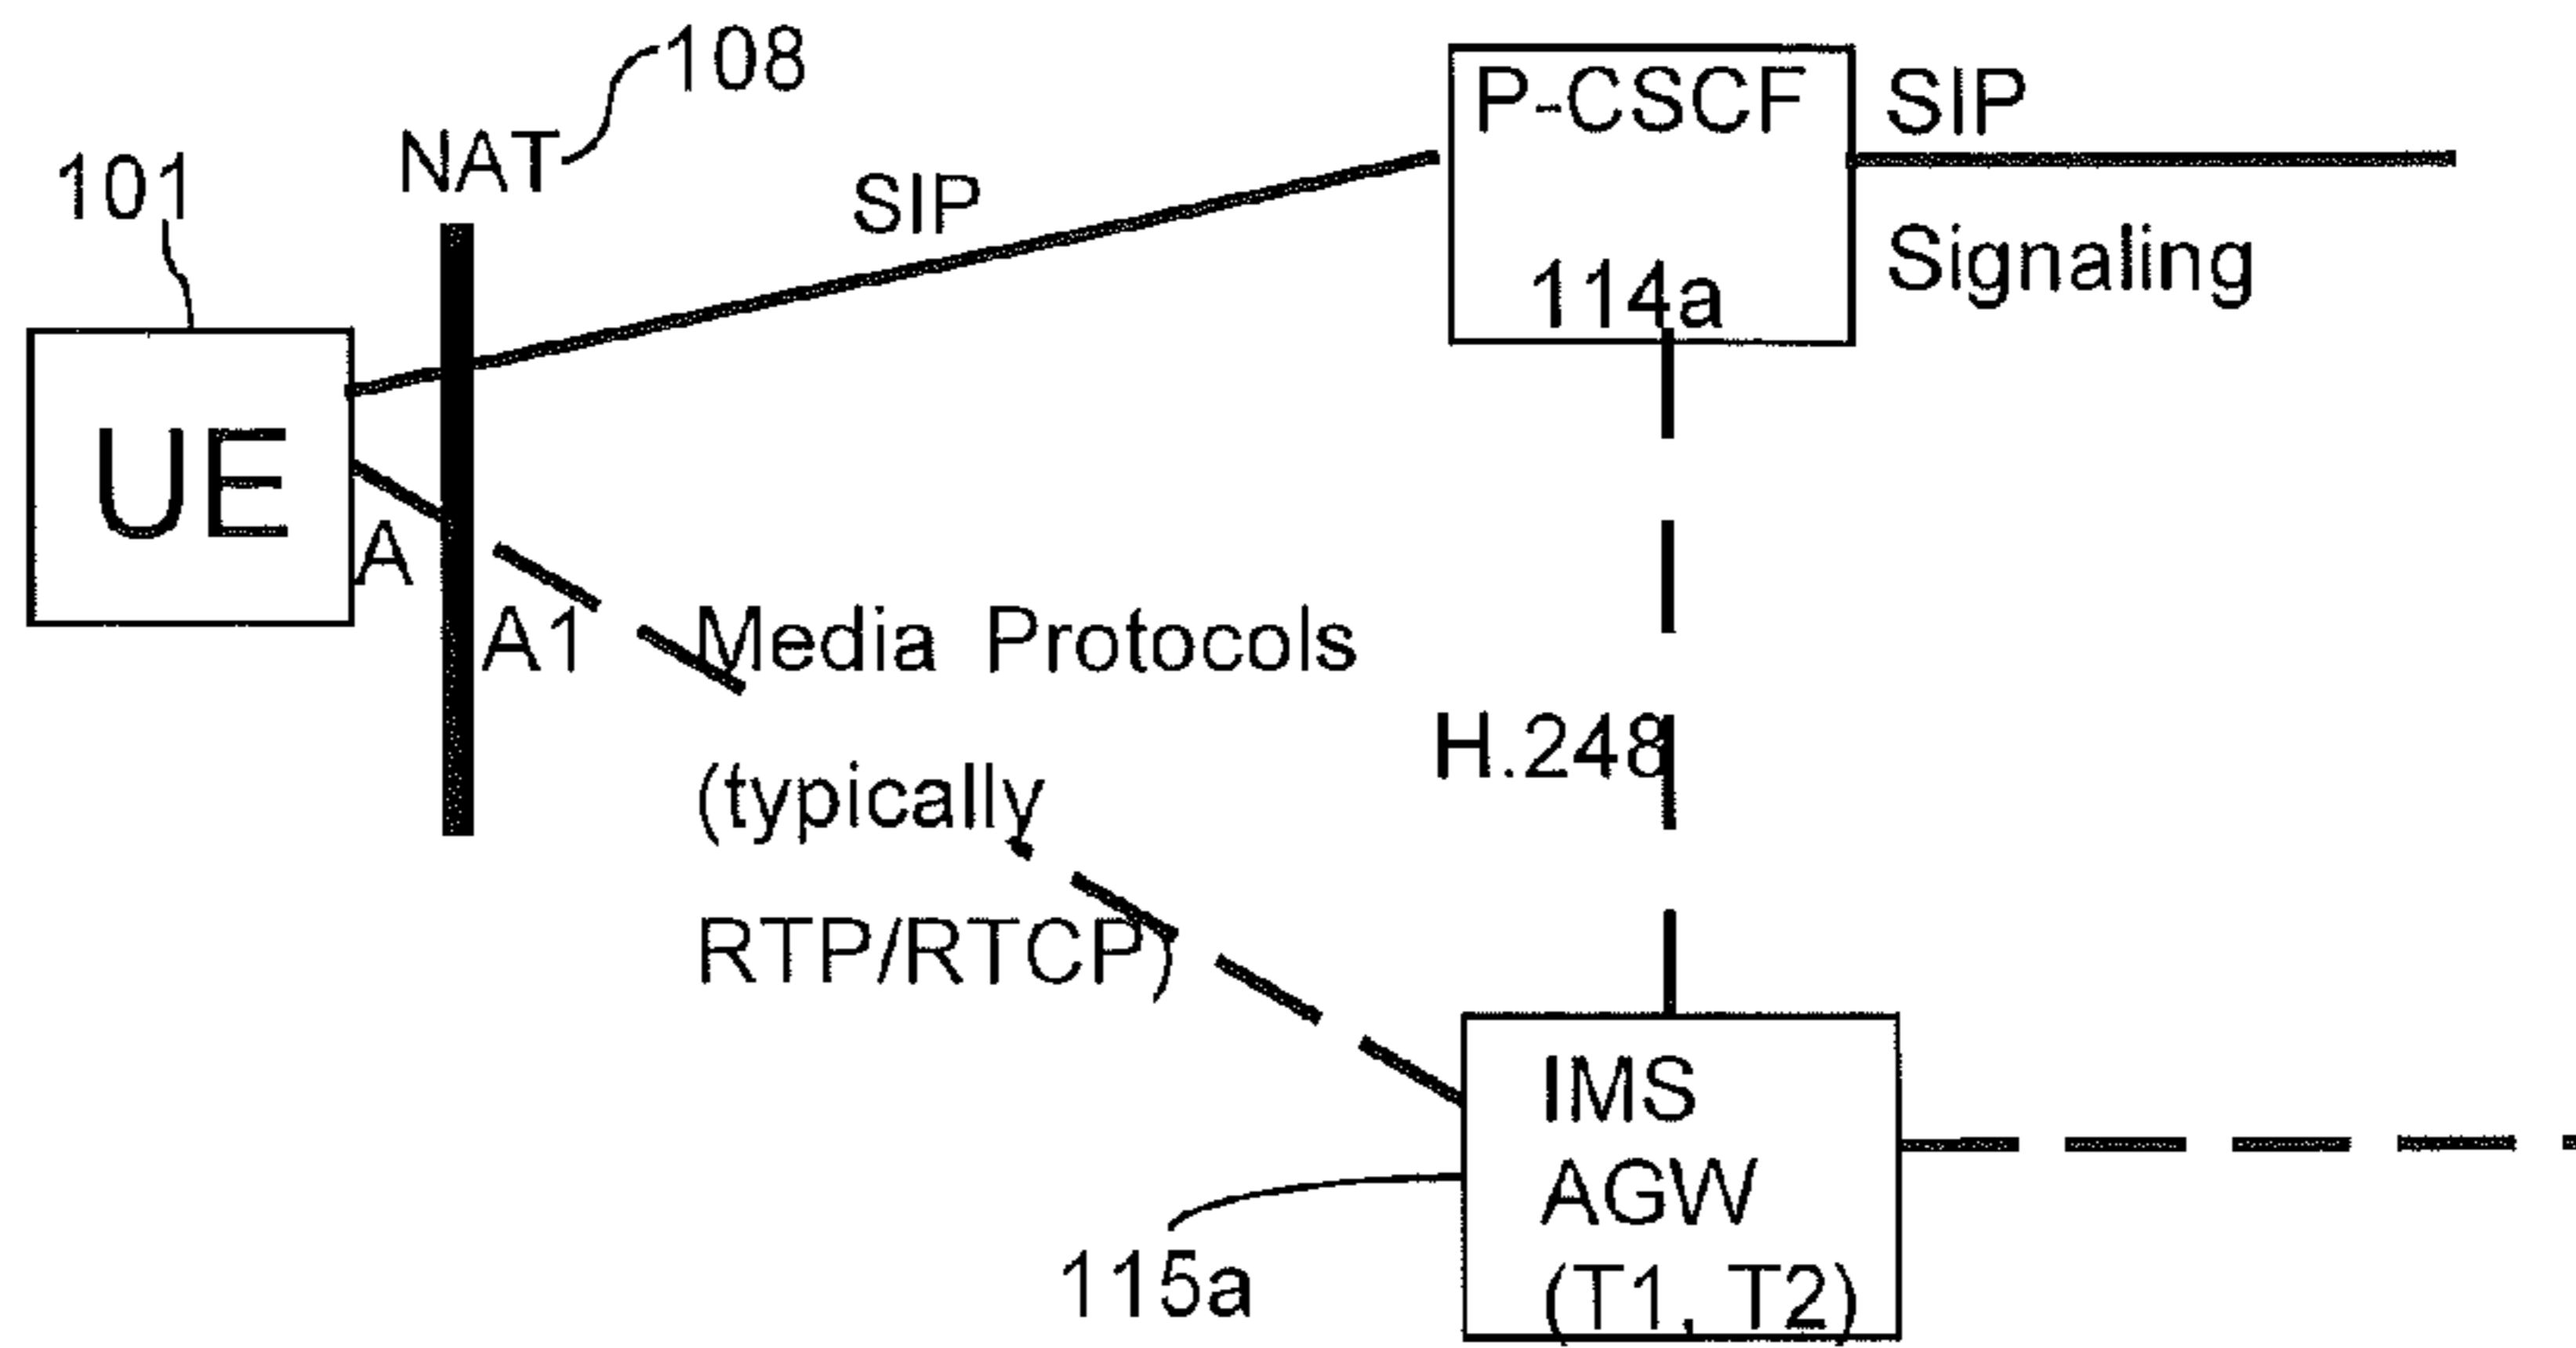 108
NAT
101
P-CSCF
114a
SIP
Signaling
SIP
UE
A
A1
Media Protocols
(typically
RTP/RTCP)
H.248
IMS
AGW
(T1, T2)
115a